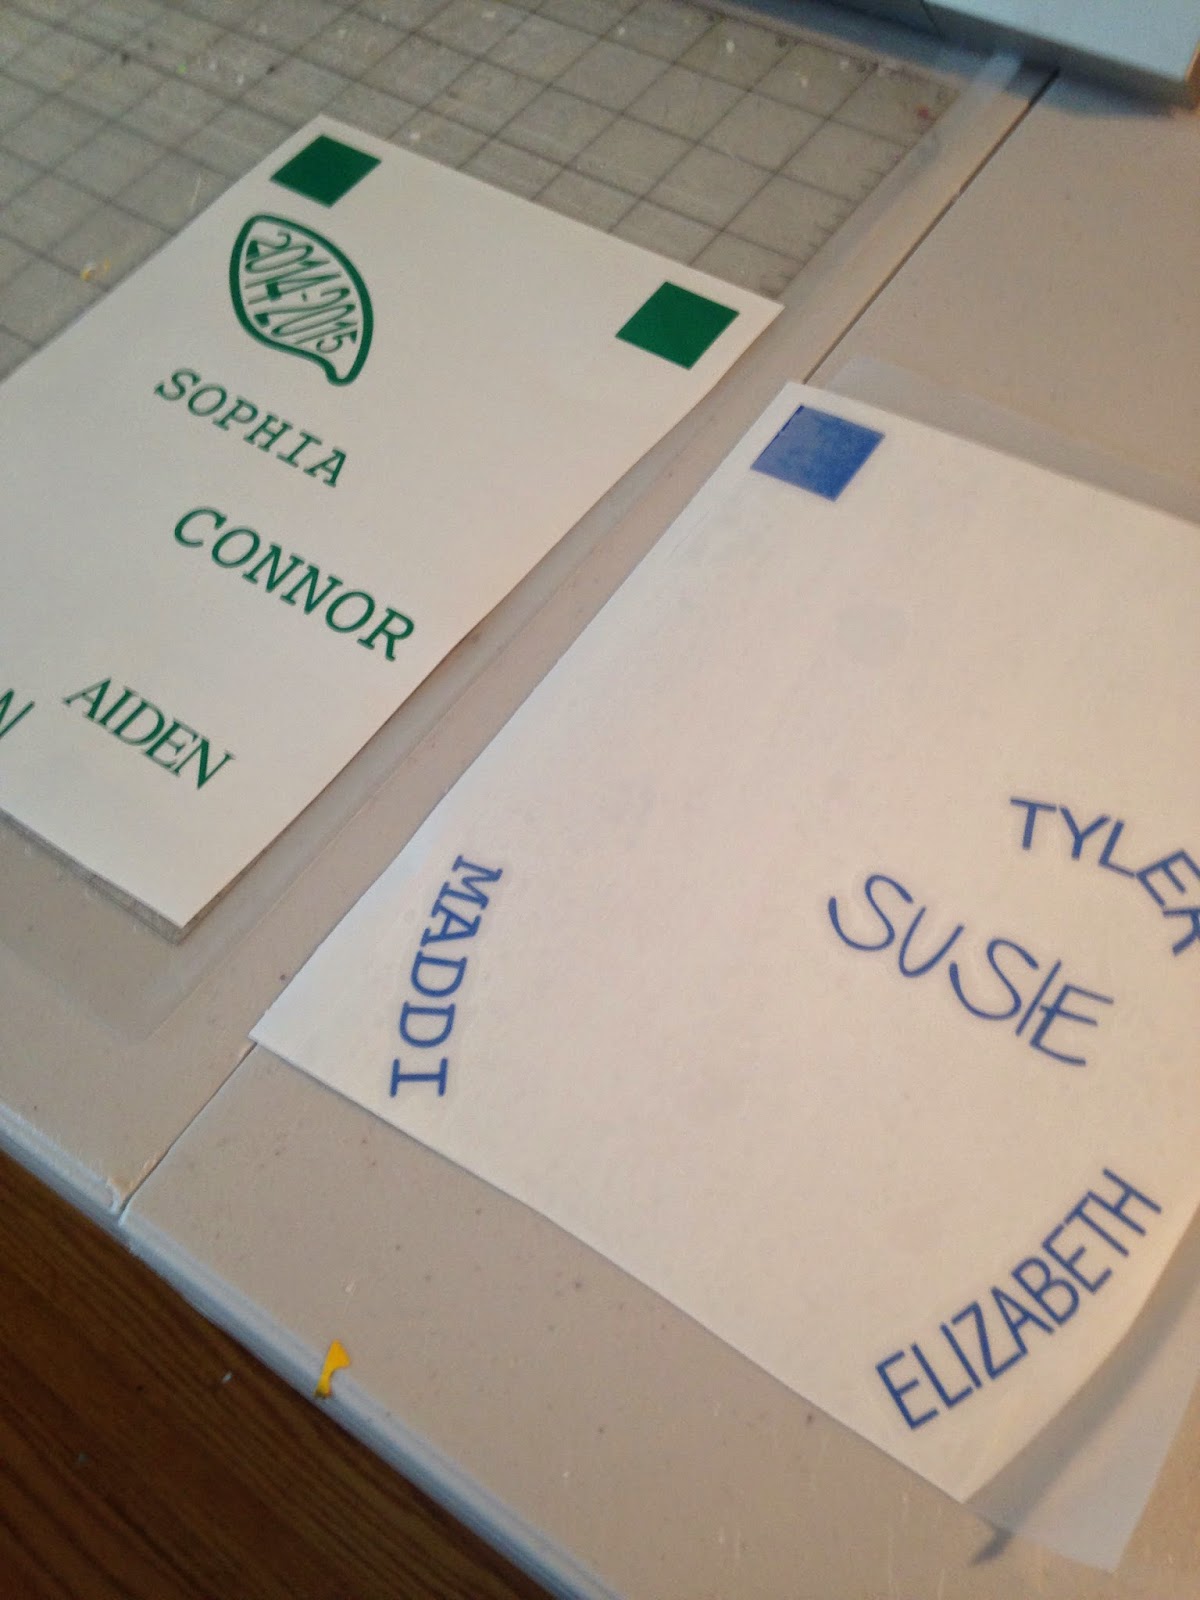 2014-2015
SOPHIA
CONNOR
AIDEN
TYLER
SUSIE
MADDI
ELIZABETH